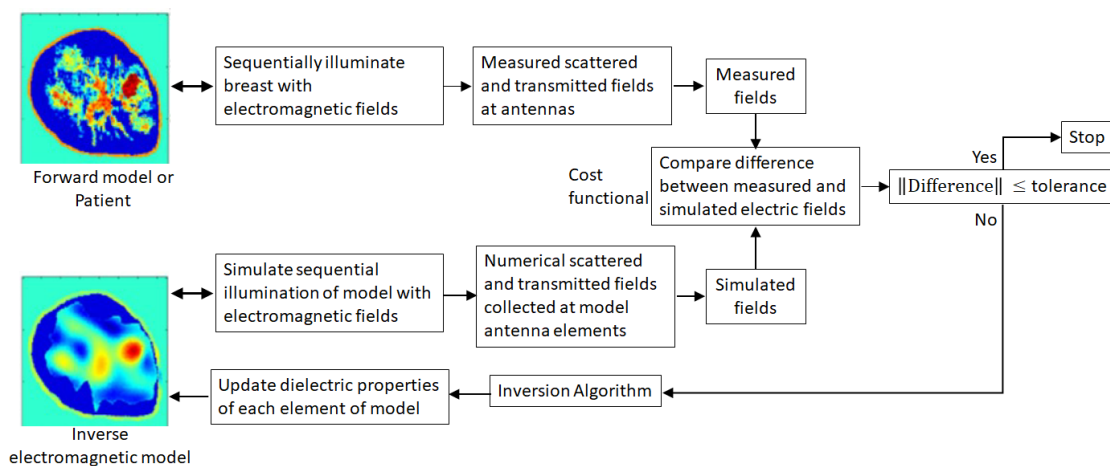 Sequentially illuminate
breast with
electromagnetic fields
Measured scattered
and transmitted fields
at antennas
Measured
fields
Forward model or
Patient
Cost
functional
Compare difference
between measured and
simulated electric fields
Yes
Stop
‖Difference‖ ≤ tolerance
No
Simulate sequential
illumination of model with
electromagnetic fields
Numerical scattered
and transmitted fields
collected at model
antenna elements
Simulated
fields
Update dielectric properties
of each element of model
Inversion Algorithm
Inverse
electromagnetic model